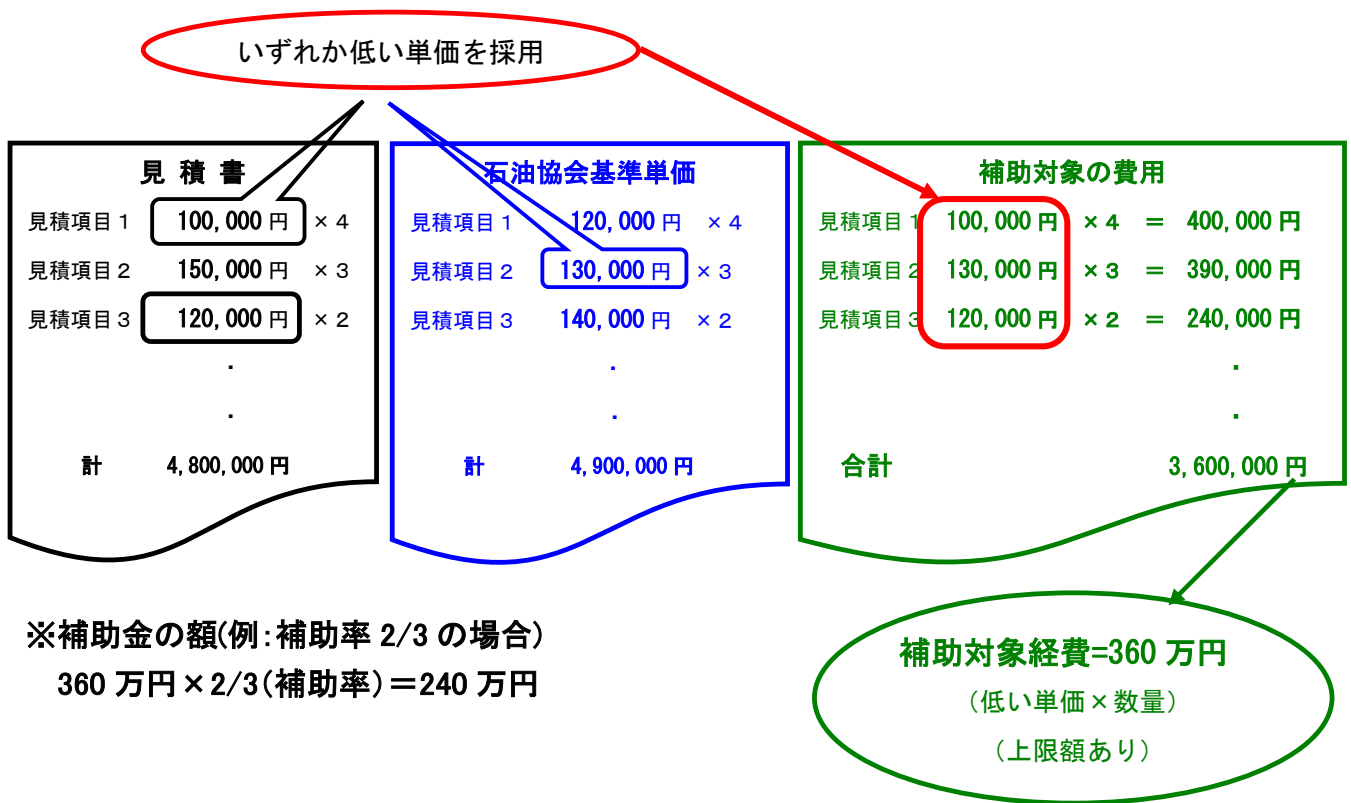 いずれか低い単価を採用
見 積 書
見積項目1 100,000 円 ×4
見積項目2 150,000 円 ×3
見積項目3 120,000 円 ×2
・
・
計 4,800,000 円
石油協会基準単価
見積項目1 120,000 円 ×4
見積項目2 130,000 円 ×3
見積項目3 140,000 円 ×2
・
・
計 4,900,000 円
補助対象の費用
見積項目1 100,000 円 ×4 = 400,000 円
見積項目2 130,000 円 ×3 = 390,000 円
見積項目3 120,000 円 ×2 = 240,000 円
・
・
合計 3,600,000 円
※補助金の額(例:補助率 2/3 の場合)
360 万円×2/3(補助率)=240 万円
補助対象経費=360 万円
(低い単価×数量)
(上限額あり)